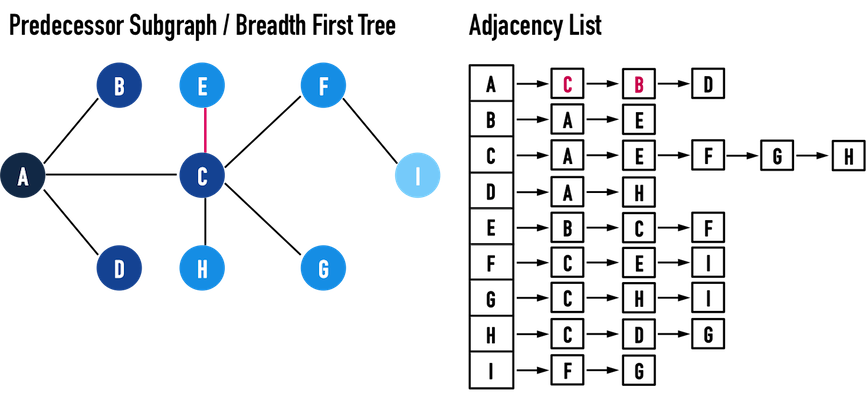 Predecessor Subgraph / Breadth First Tree
Adjacency List
B E F
A C I
D H G
A C B D
B A E
C A E F G H
D A H
E B C F
F C E I
G C H I
H C D G
I F G